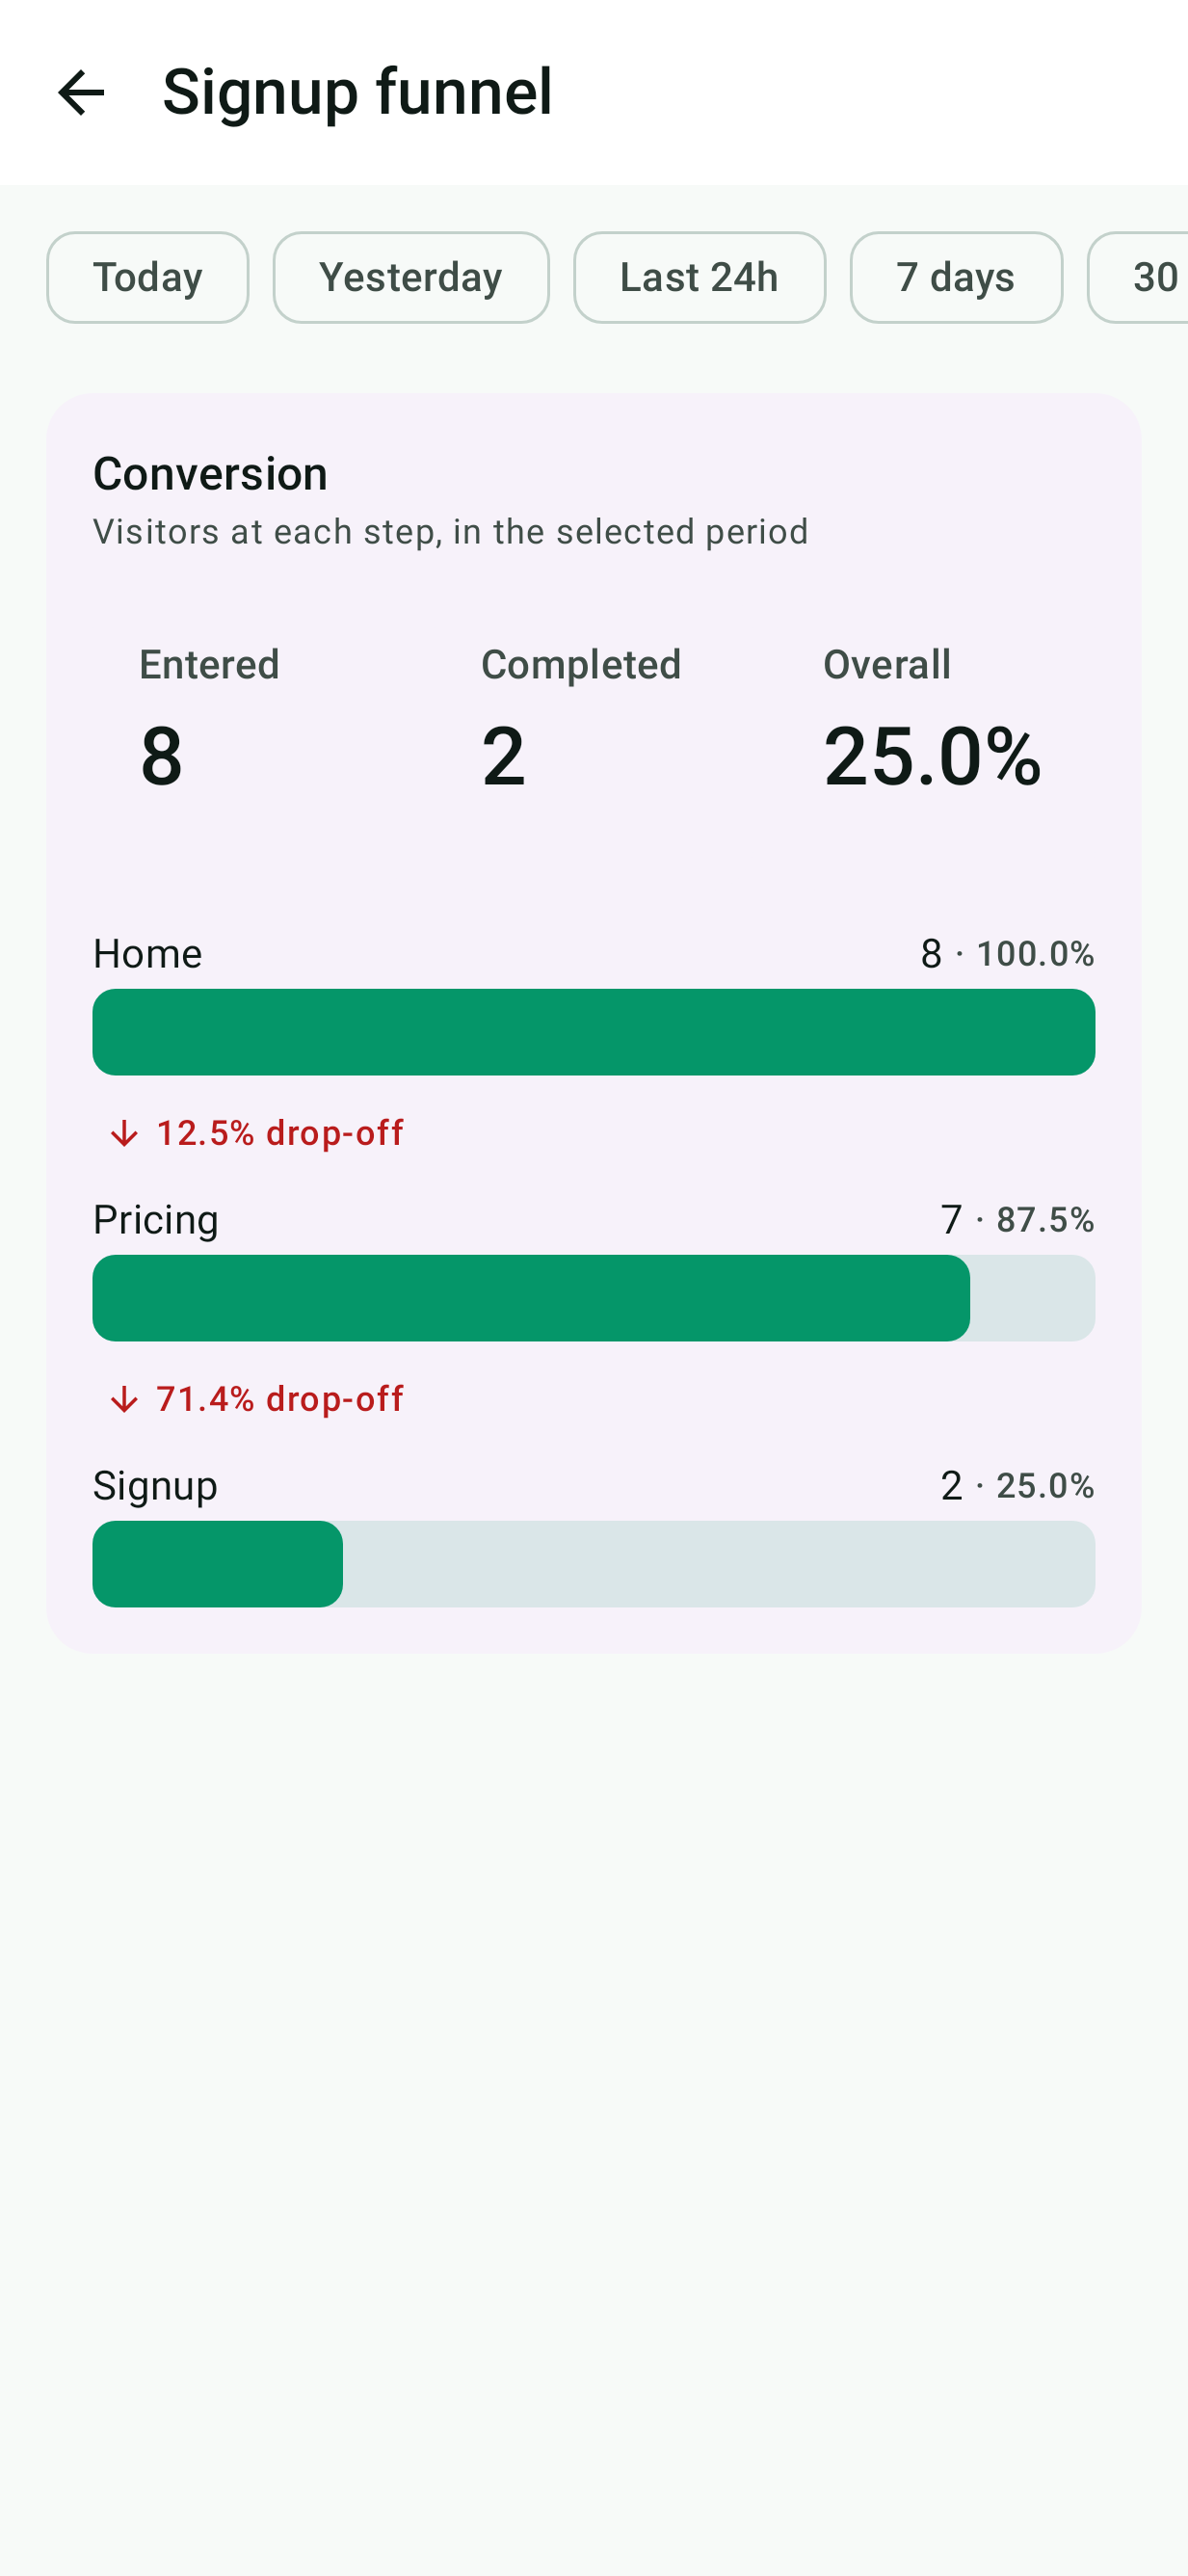 Signup funnel
Today Yesterday Last 24h 7 days 30
Conversion
Visitors at each step, in the selected period
Entered Completed Overall
8 2 25.0%
Home 8 · 100.0%
↓ 12.5% drop-off
Pricing 7 · 87.5%
↓ 71.4% drop-off
Signup 2 · 25.0%